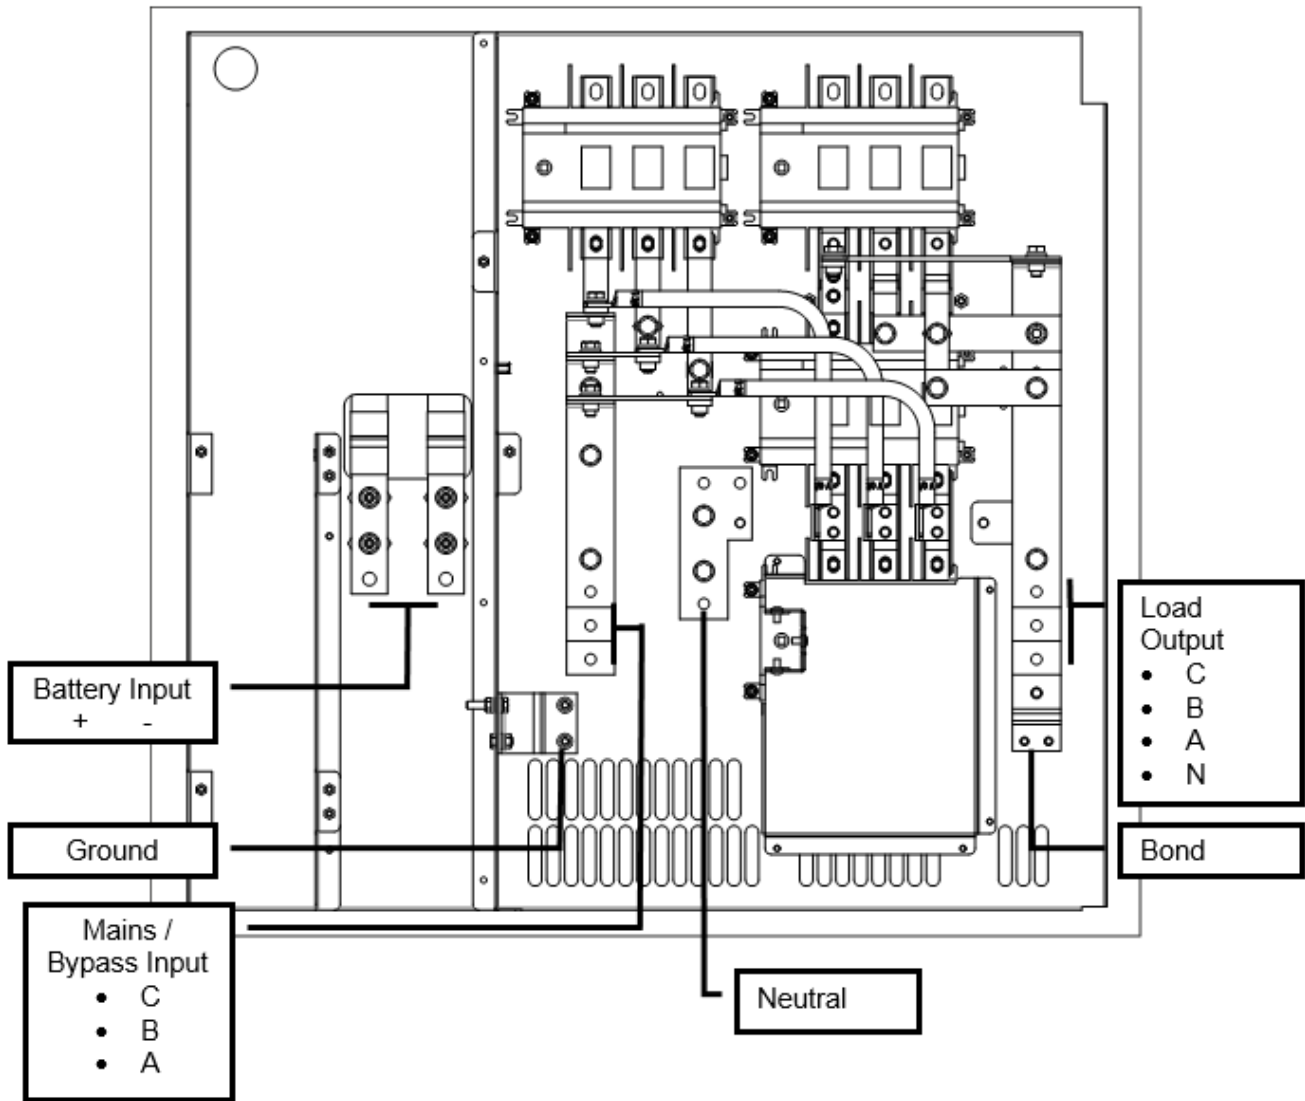 Battery Input
+ -
Ground
Mains /
Bypass Input
• C
• B
• A
Neutral
Load
Output
• C
• B
• A
• N
Bond